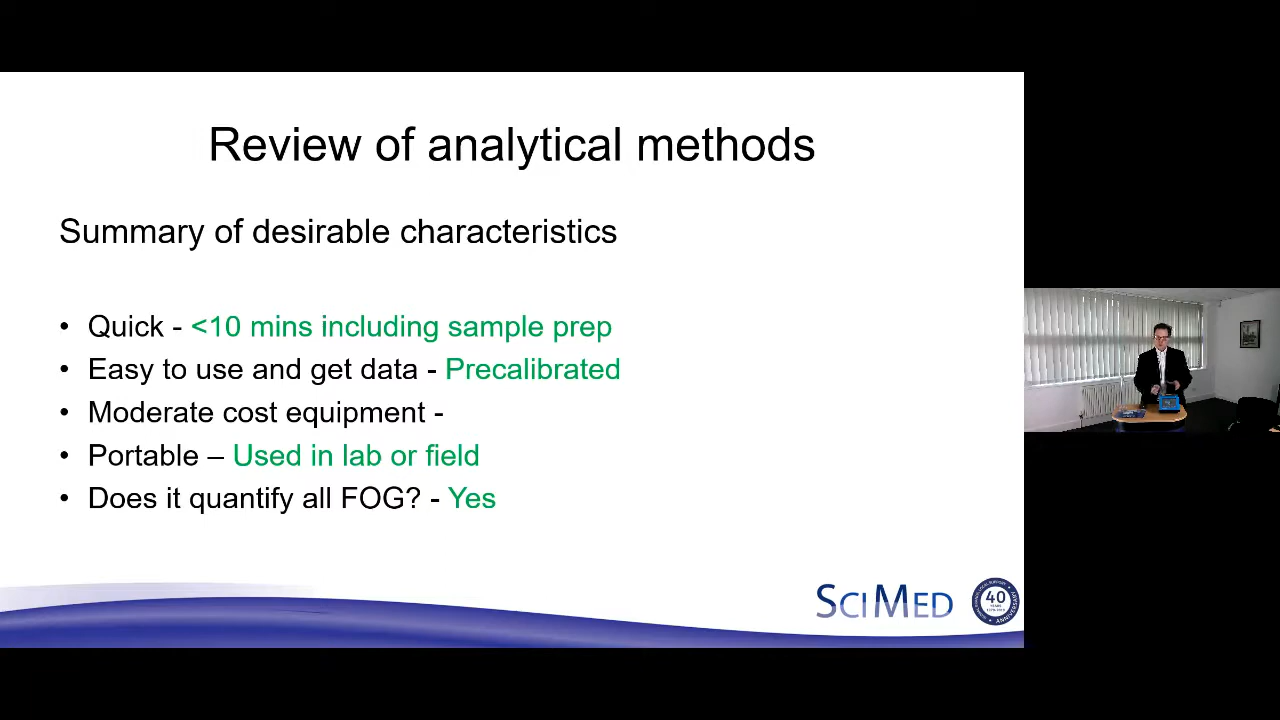 Review of analytical methods
Summary of desirable characteristics
• Quick - <10 mins including sample prep
• Easy to use and get data - Precalibrated
• Moderate cost equipment -
• Portable – Used in lab or field
• Does it quantify all FOG? - Yes
SCIMED
40
YEARS
ANNIVERSARY